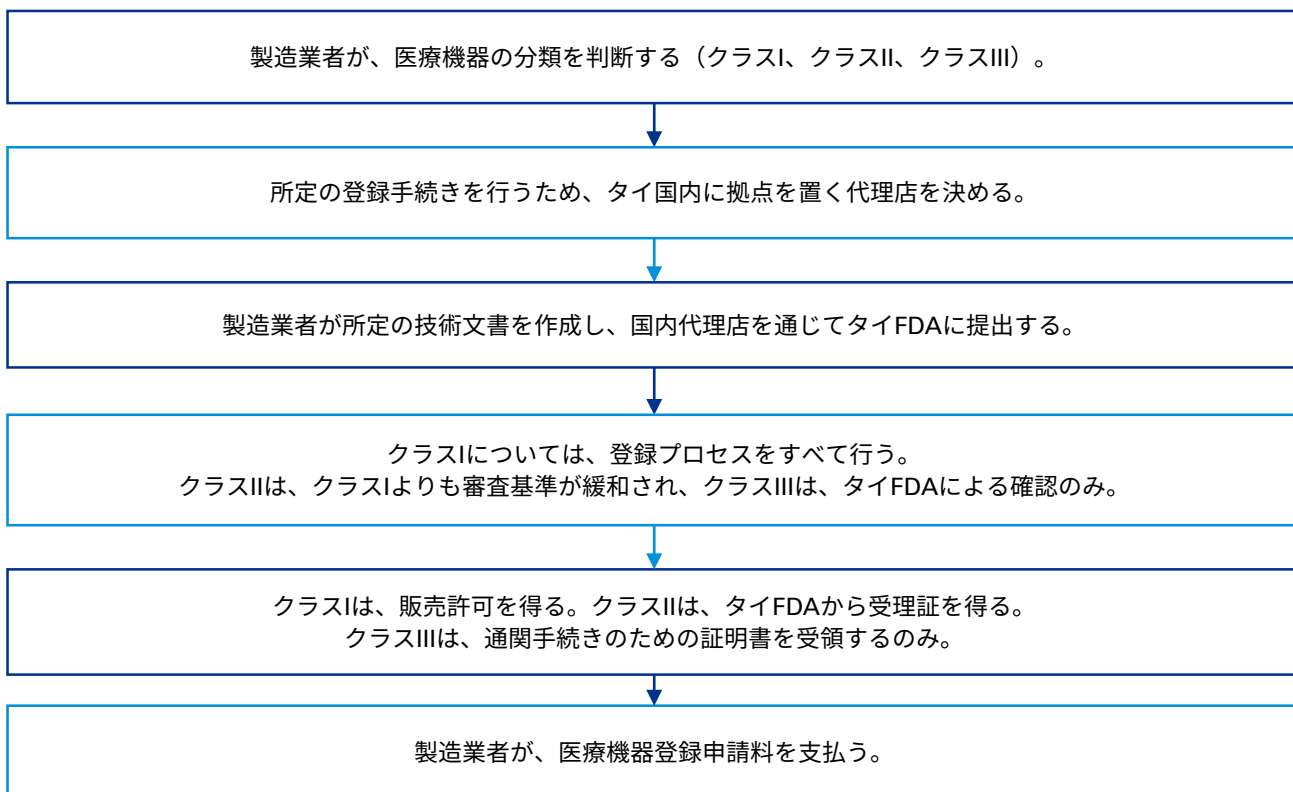 製造業者が、医療機器の分類を判断する（クラスI、クラスII、クラスIII）。
所定の登録手続きを行うため、タイ国内に拠点を置く代理店を決める。
製造業者が所定の技術文書を作成し、国内代理店を通じてタイFDAに提出する。
クラスIについては、登録プロセスをすべて行う。
クラスIIは、クラスIよりも審査基準が緩和され、クラスIIIは、タイFDAによる確認のみ。
クラスIは、販売許可を得る。クラスIIは、タイFDAから受理証を得る。
クラスIIIは、通関手続きのための証明書を受領するのみ。
製造業者が、医療機器登録申請料を支払う。